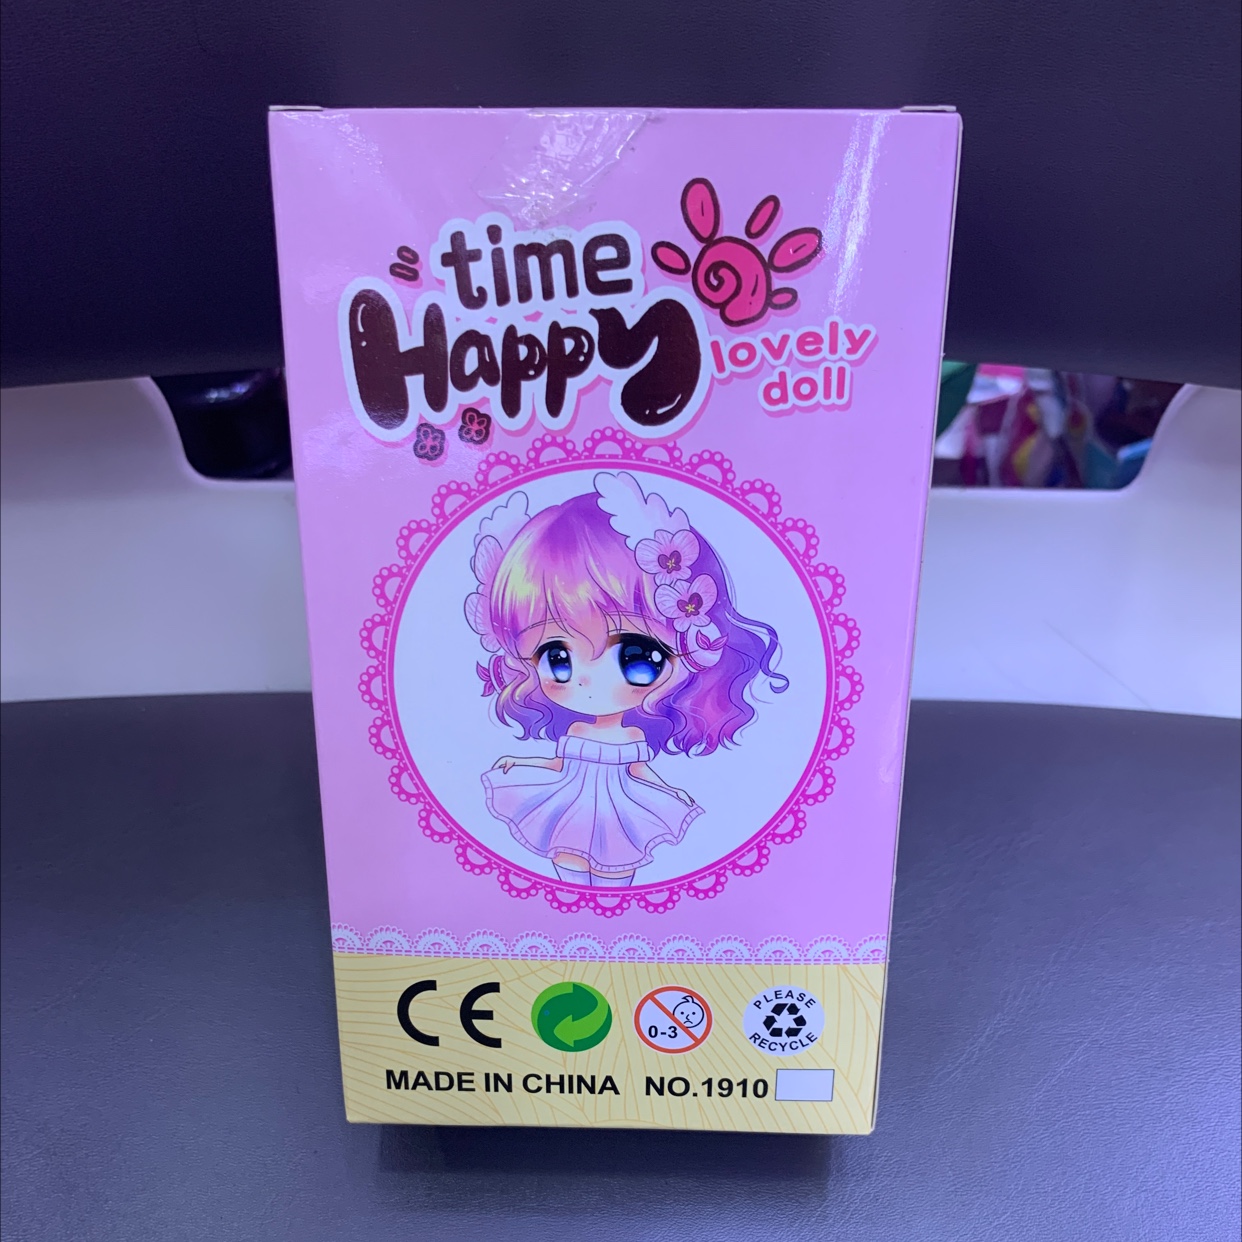 time
Happy
lovely
doll
CE
0-3
PLEASE
RECYCLE
MADE IN CHINA NO.1910